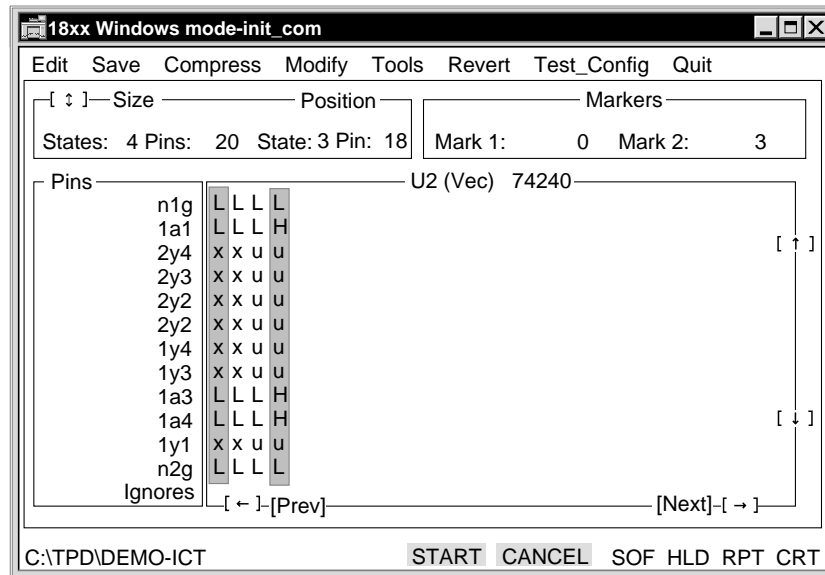 18xx Windows mode-init_com
Edit Save Compress Modify Tools Revert Test_Config Quit
[ ↕ ] Size Position Markers
States: 4 Pins: 20 State: 3 Pin: 18 Mark 1: 0 Mark 2: 3
Pins U2 (Vec) 74240
n1g L L L L
1a1 L L L H
[ ↑ ]
2y4 x x u u
2y3 x x u u
2y2 x x u u
2y2 x x u u
1y4 x x u u
1y3 x x u u
1a3 L L L H
1a4 L L L H [ ↓ ]
1y1 x x u u
n2g L L L L
Ignores
[ ← ]-[Prev] [Next]-[ → ]
C:\TPD\DEMO-ICT START CANCEL SOF HLD RPT CRT